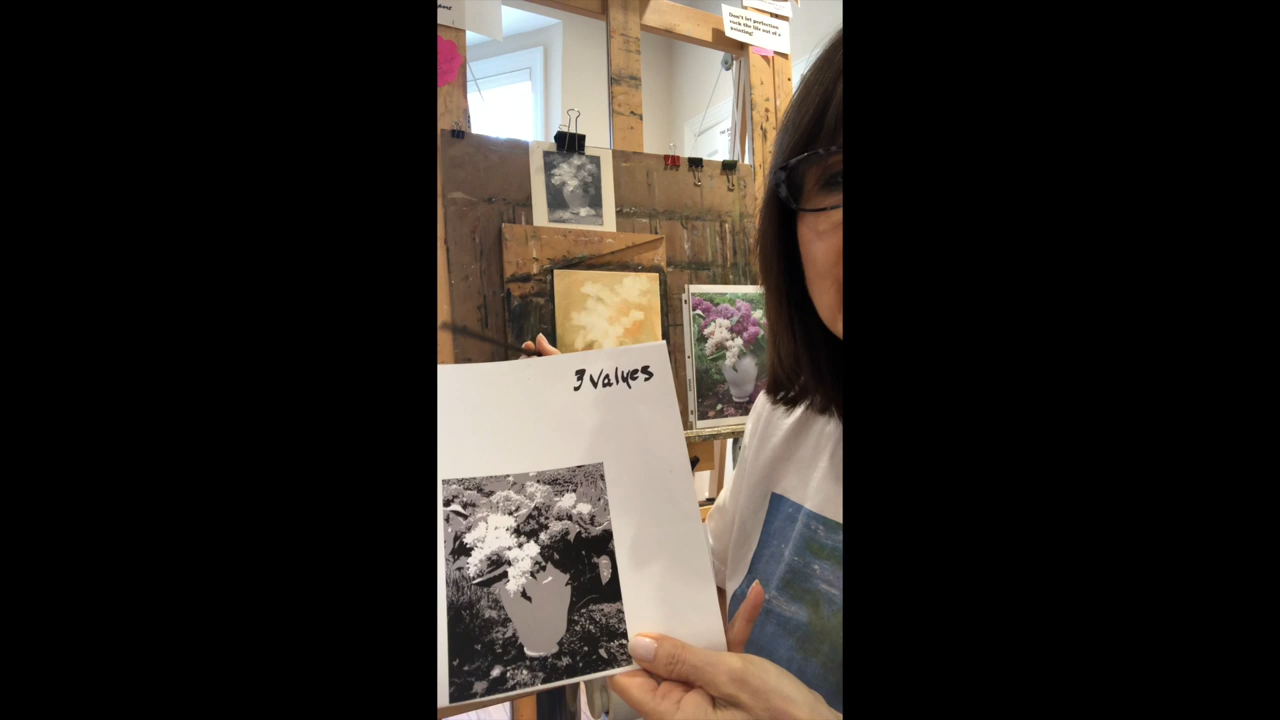 Don't let perfection
suck the life out of a
painting!
3 Values